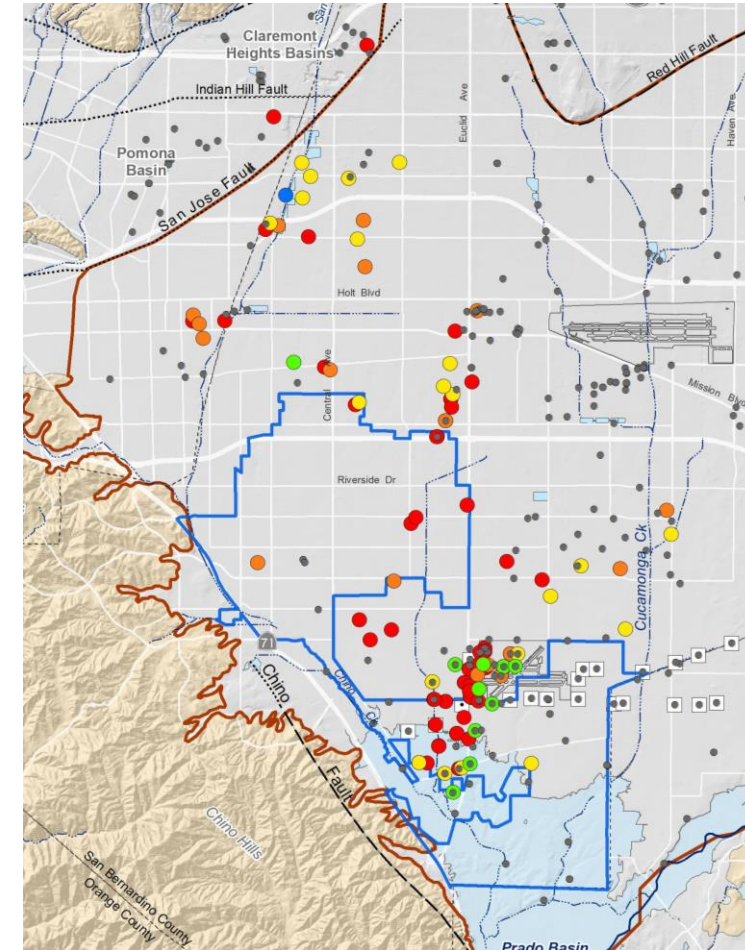 San
Claremont
Heights Basins
Indian Hill Fault
Euclid Ave
Red Hill Fault
Haven Ave
Pomona
Basin
San Jose Fault
Holt Blvd
Central Ave
Mission Blvd
Riverside Dr
Cucamonga Ck
71
Chino
Fault
Chino Hills
San Bernardino County
Orange County
Prado Basin